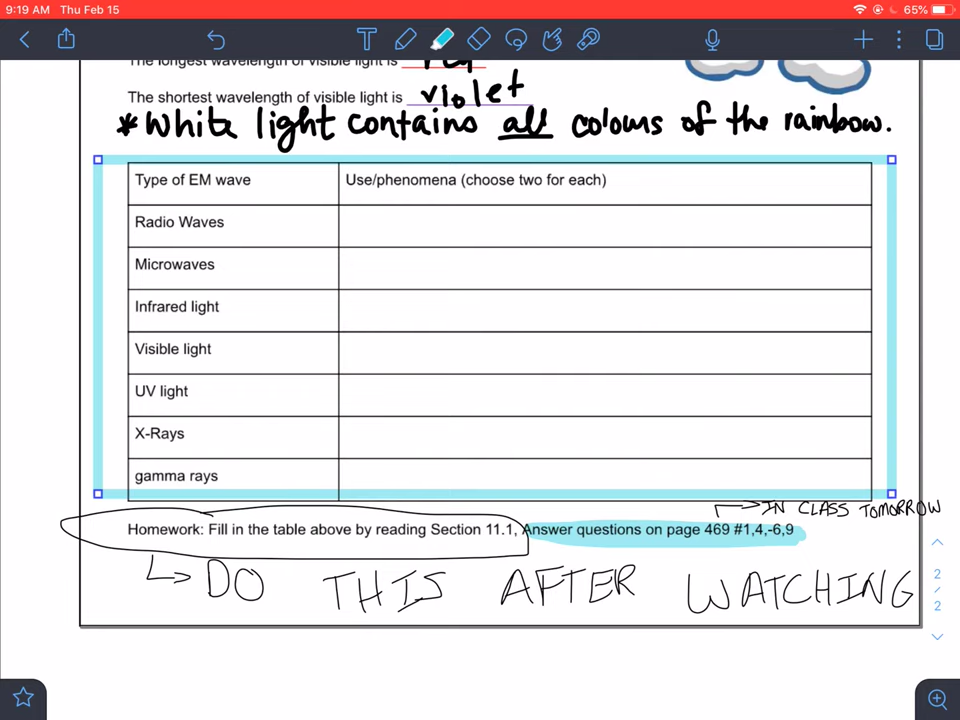 9:19 AM Thu Feb 15 65%
The longest wavelength of visible light is red
The shortest wavelength of visible light is violet
*White light contains all colours of the rainbow.
Type of EM wave Use/phenomena (choose two for each)
Radio Waves
Microwaves
Infrared light
Visible light
UV light
X-Rays
gamma rays
IN CLASS TOMORROW
Homework: Fill in the table above by reading Section 11.1, Answer questions on page 469 #1,4,-6,9
DO THIS AFTER WATCHING
2
/
2